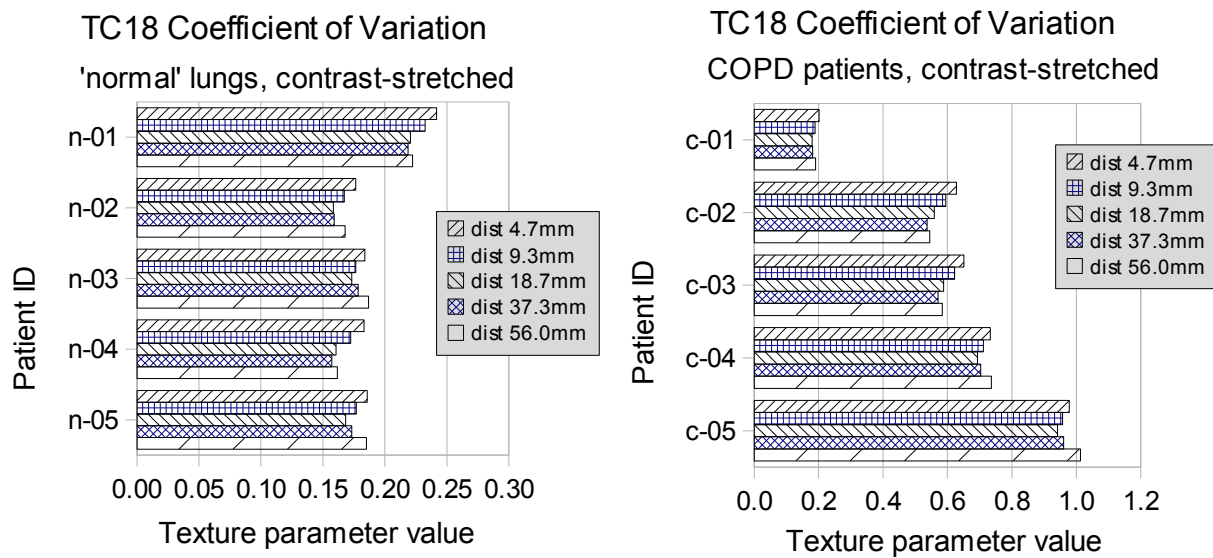 TC18 Coefficient of Variation
'normal' lungs, contrast-stretched
n-01
n-02
n-03
n-04
n-05
Patient ID
0.00 0.05 0.10 0.15 0.20 0.25 0.30
Texture parameter value
dist 4.7mm
dist 9.3mm
dist 18.7mm
dist 37.3mm
dist 56.0mm
TC18 Coefficient of Variation
COPD patients, contrast-stretched
c-01
c-02
c-03
c-04
c-05
Patient ID
0.0 0.2 0.4 0.6 0.8 1.0 1.2
Texture parameter value
dist 4.7mm
dist 9.3mm
dist 18.7mm
dist 37.3mm
dist 56.0mm